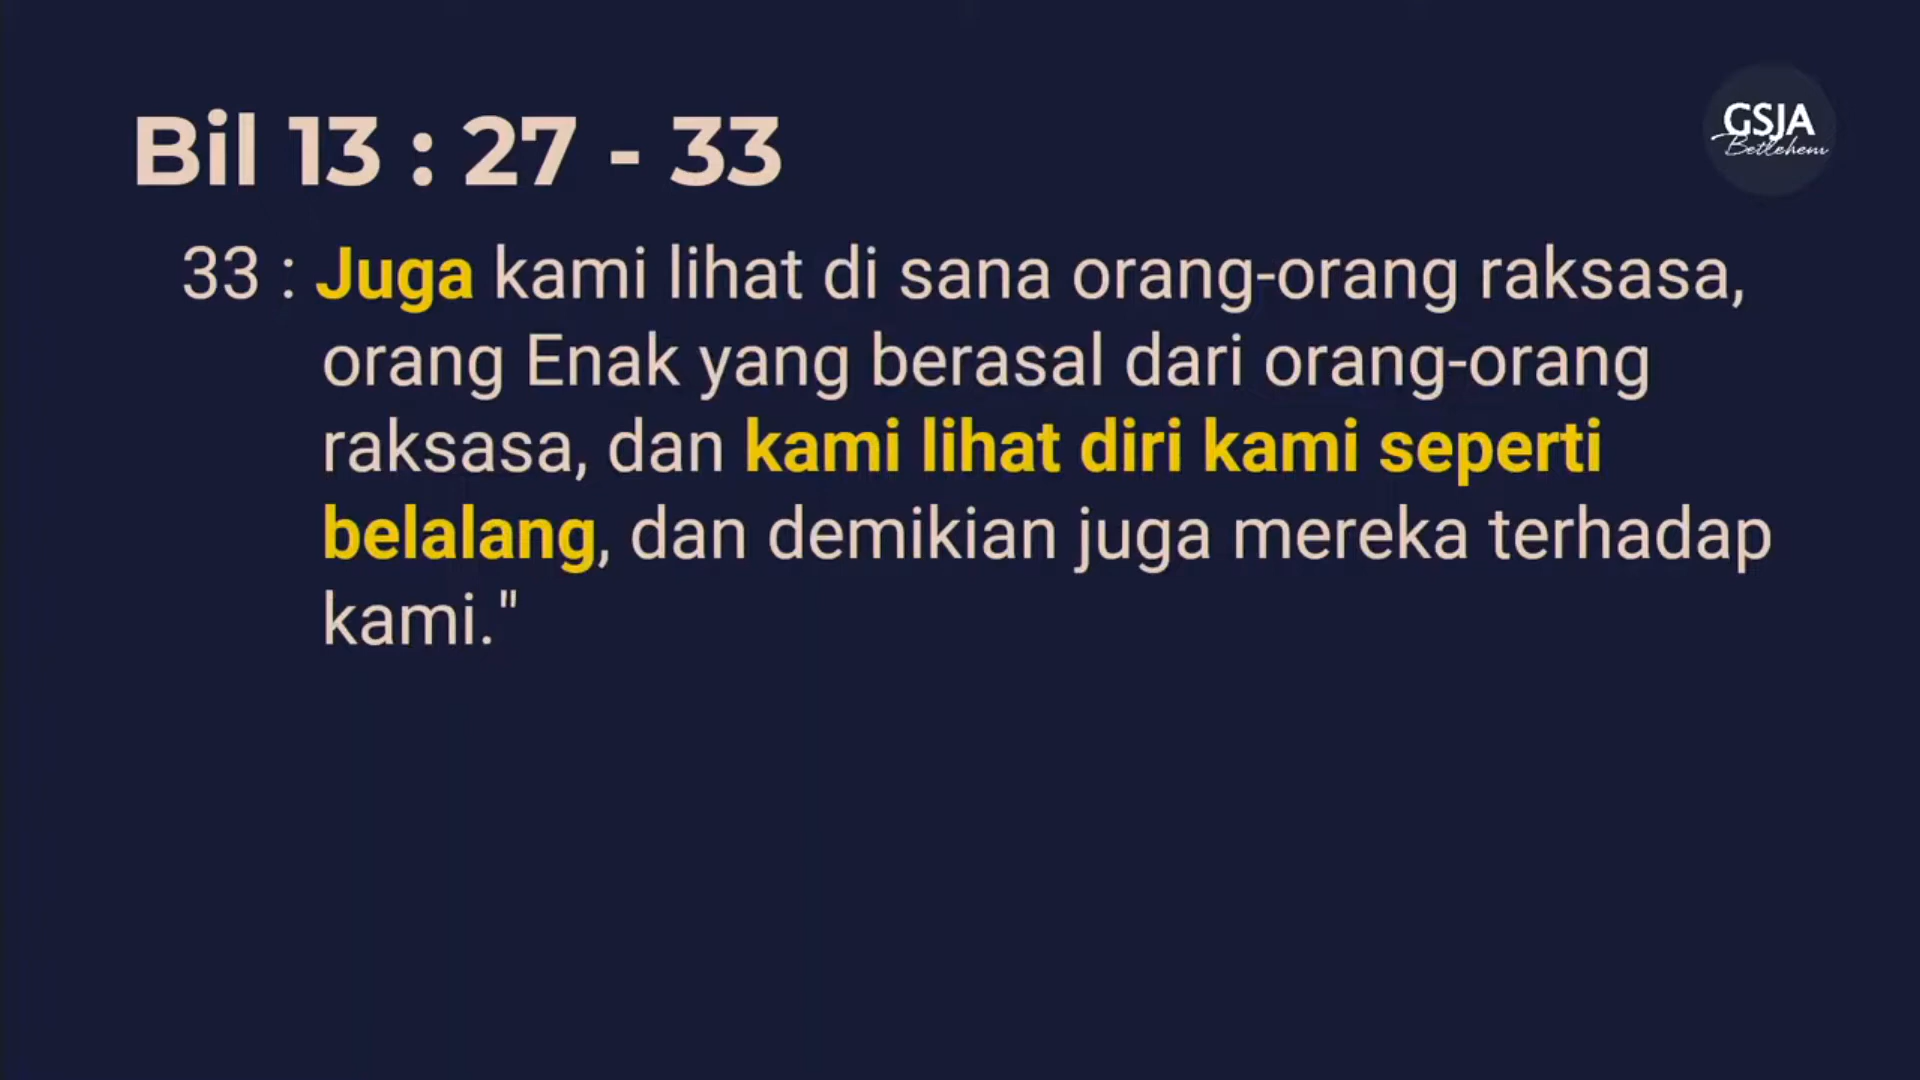 Bil 13 : 27 - 33
GSJA
Betlehem
33 : Juga kami lihat di sana orang-orang raksasa,
orang Enak yang berasal dari orang-orang
raksasa, dan kami lihat diri kami seperti
belalang, dan demikian juga mereka terhadap
kami."